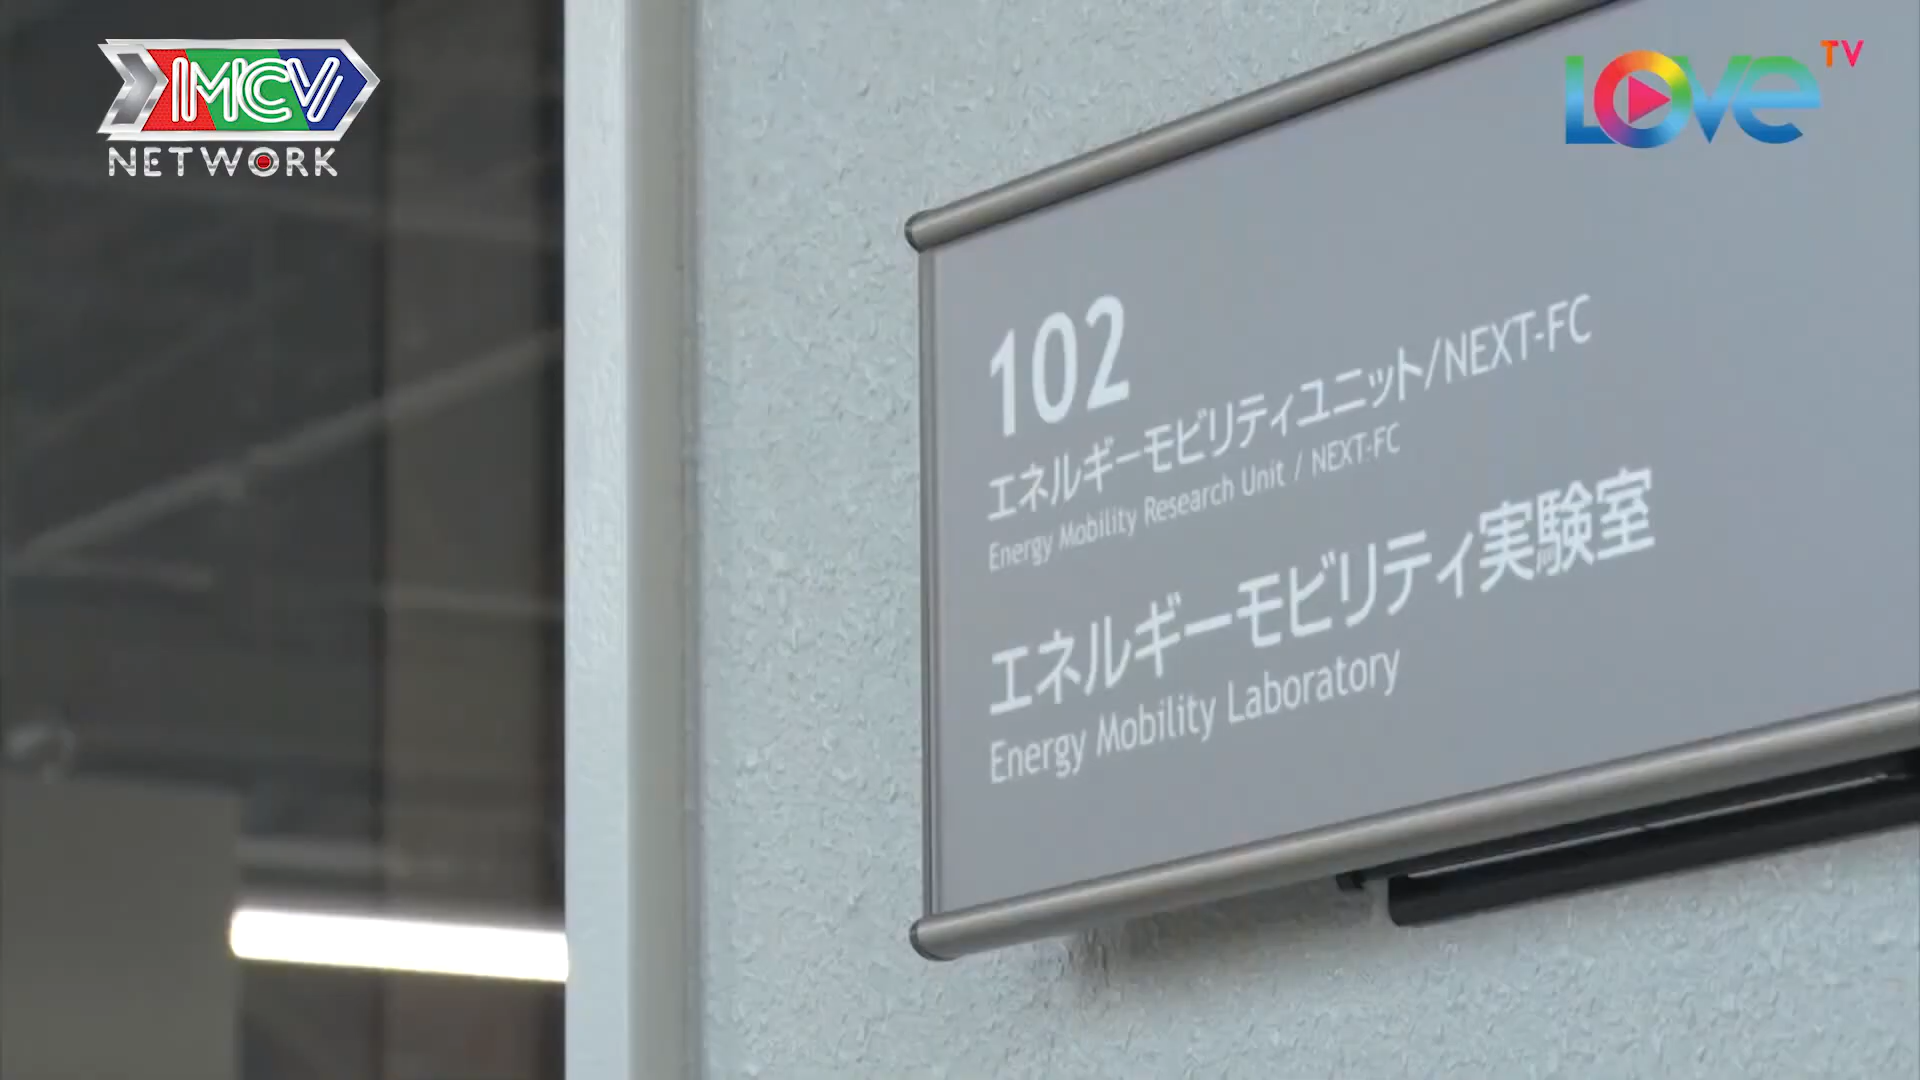 MCV
NETWORK
LOVE TV
102
エネルギーモビリティユニット/NEXT-FC
Energy Mobility Research Unit / NEXT-FC
エネルギーモビリティ実験室
Energy Mobility Laboratory